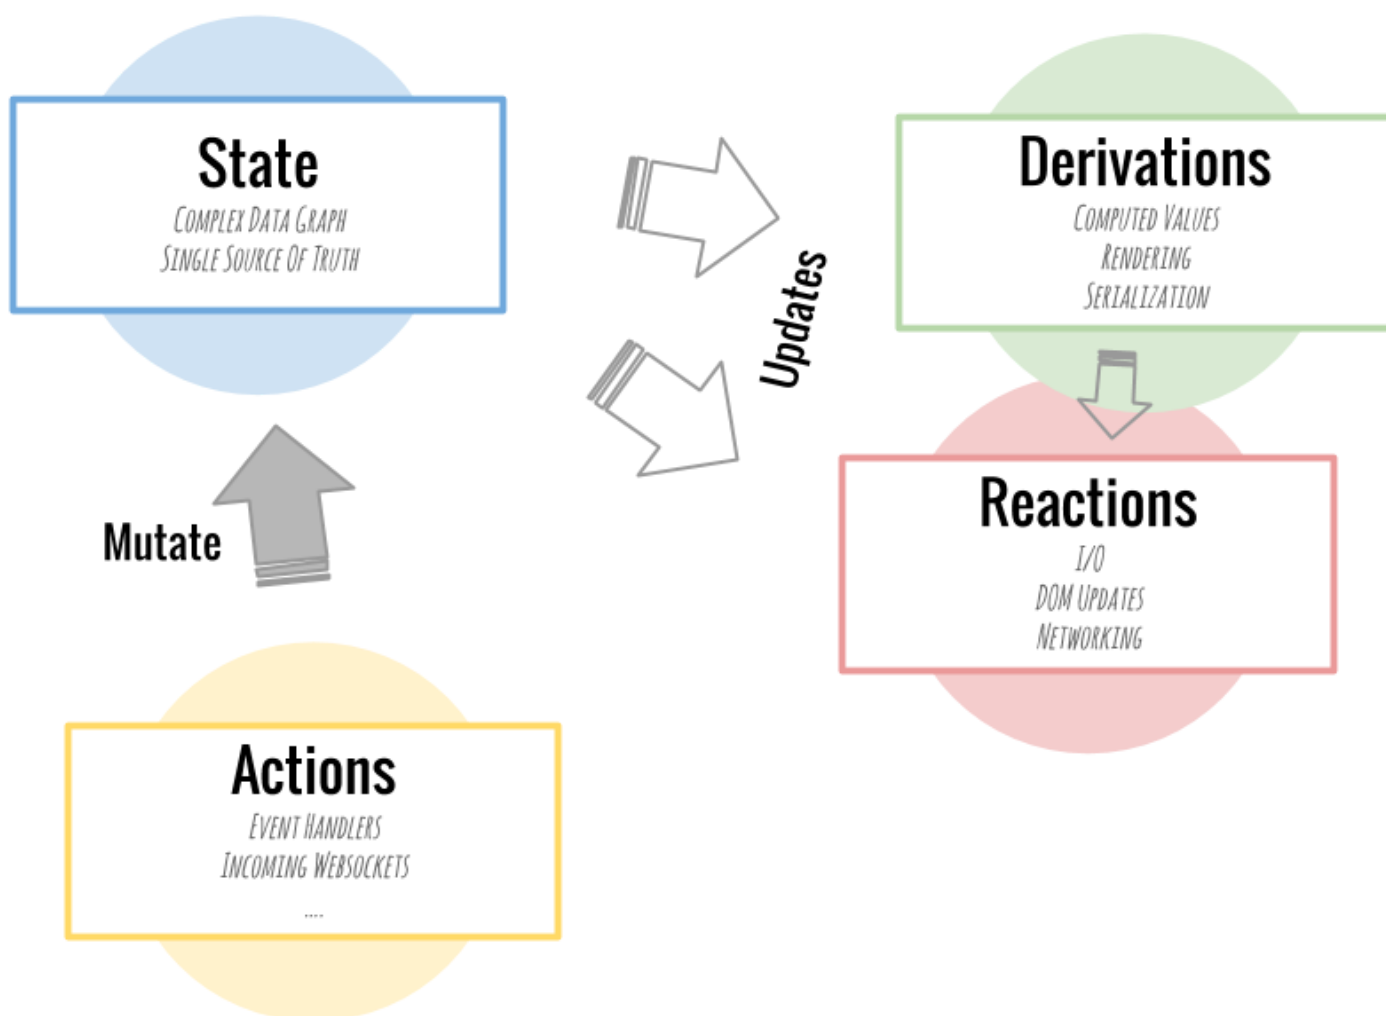 State
Complex Data Graph
Single Source Of Truth
Updates
Derivations
Computed Values
Rendering
Serialization
Reactions
I/O
DOM Updates
Networking
Mutate
Actions
Event Handlers
Incoming Websockets
....